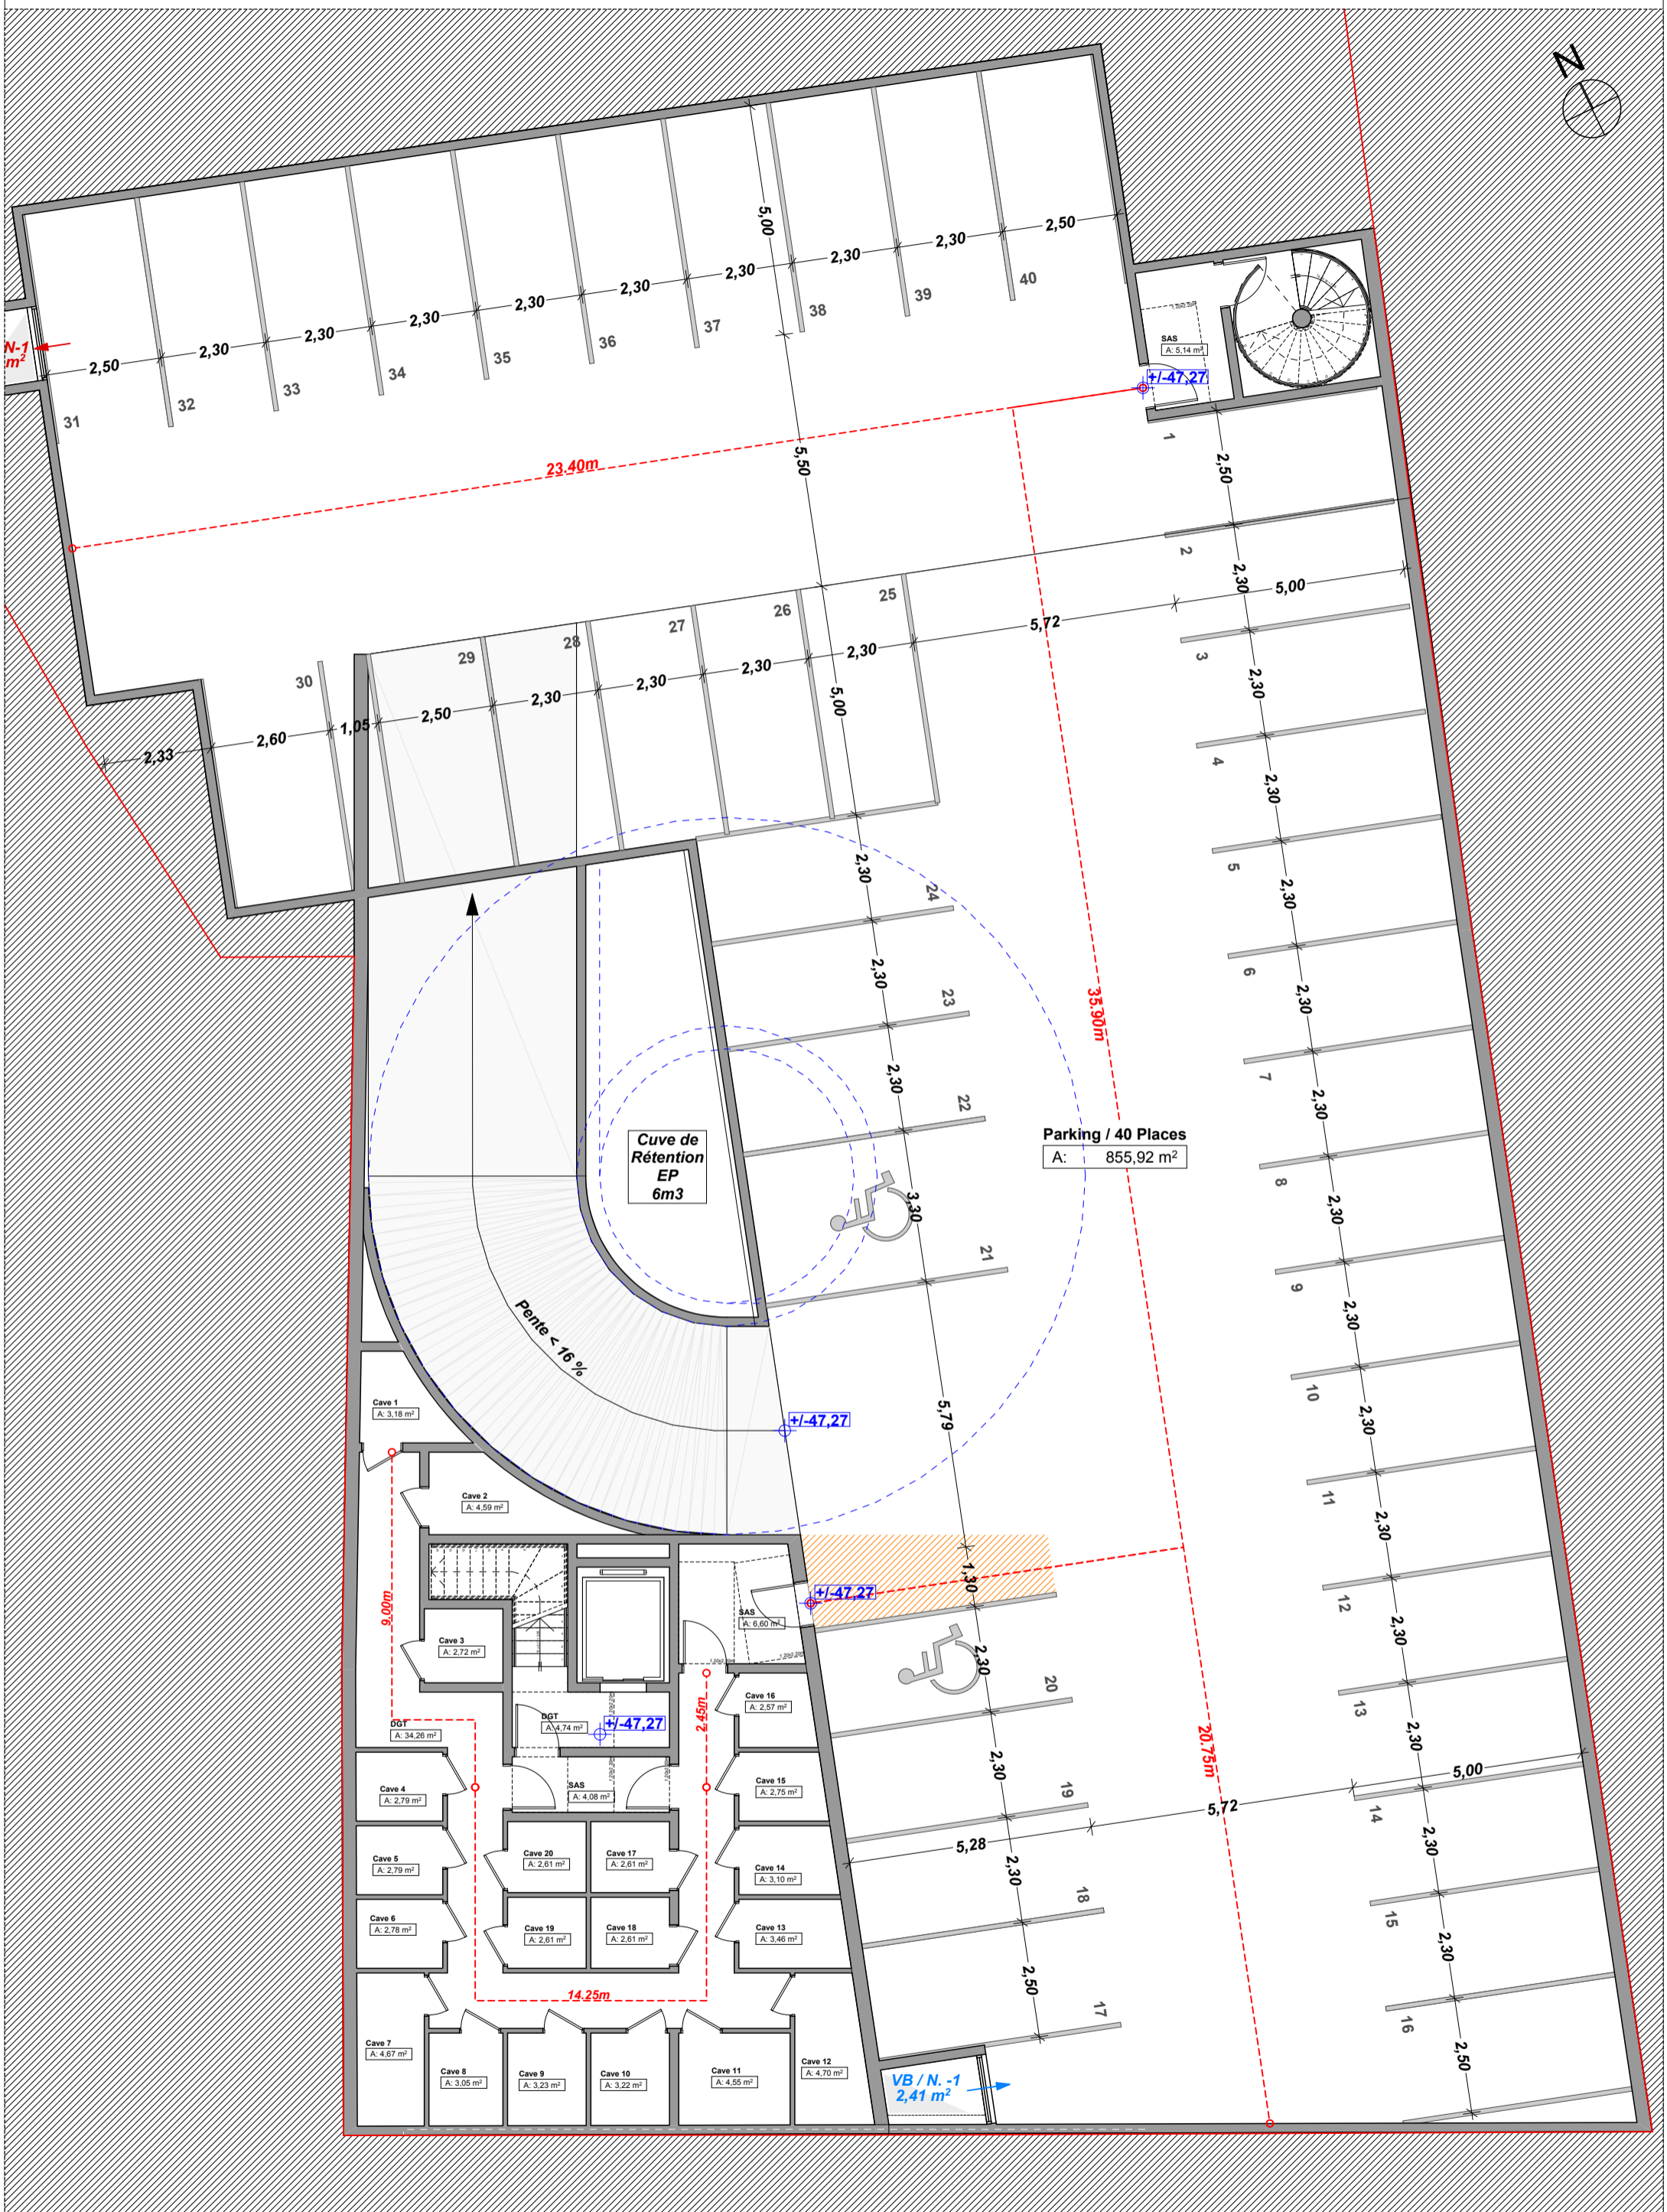 N
5,00
2,50
2,30
2,30
2,30
2,30
2,30
2,30
2,30
2,30
2,50
40
39
38
37
36
35
34
33
32
31
N-1
m²
SAS
A: 5,14 m²
+/-47,27
23.40m
5,50
1
2,50
2
2,30
5,00
5,72
3
2,30
4
2,30
5
2,30
6
2,30
7
2,30
8
2,30
9
2,30
10
2,30
11
2,30
12
2,30
13
2,30
14
2,30
15
2,30
16
2,50
25
26
27
28
29
30
2,30
2,30
2,30
2,30
2,50
1,05
2,60
2,33
5,00
2,30
24
2,30
23
2,30
22
3,30
21
5,79
1,30
2,30
20
2,30
19
2,30
18
2,50
17
35.90m
20.75m
Parking / 40 Places
A: 855,92 m²
Cuve de
Rétention
EP
6m3
Pente < 16 %
+/-47,27
+/-47,27
5,28
5,72
5,00
Cave 1
A: 3,18 m²
Cave 2
A: 4,59 m²
9.00m
Cave 3
A: 2,72 m²
SAS
A: 6,60 m²
DGT
A: 34,26 m²
DGT
A: 4,74 m²
+/-47,27
2.45m
Cave 16
A: 2,57 m²
Cave 4
A: 2,79 m²
SAS
A: 4,08 m²
Cave 15
A: 2,75 m²
Cave 5
A: 2,79 m²
Cave 20
A: 2,61 m²
Cave 17
A: 2,61 m²
Cave 14
A: 3,10 m²
Cave 6
A: 2,78 m²
Cave 19
A: 2,61 m²
Cave 18
A: 2,61 m²
Cave 13
A: 3,46 m²
14.25m
Cave 7
A: 4,67 m²
Cave 8
A: 3,05 m²
Cave 9
A: 3,23 m²
Cave 10
A: 3,22 m²
Cave 11
A: 4,55 m²
Cave 12
A: 4,70 m²
VB / N. -1
2,41 m²